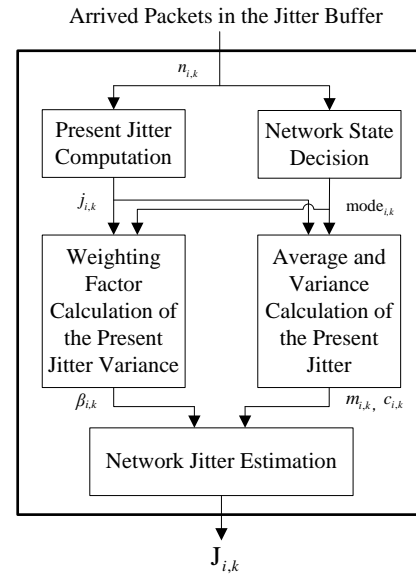 Arrived Packets in the Jitter Buffer
n_{i,k}
Present Jitter
Computation
Network State
Decision
j_{i,k}
mode_{i,k}
Weighting
Factor
Calculation of
the Present
Jitter Variance
Average and
Variance
Calculation of
the Present
Jitter
β_{i,k}
m_{i,k}, c_{i,k}
Network Jitter Estimation
J_{i,k}